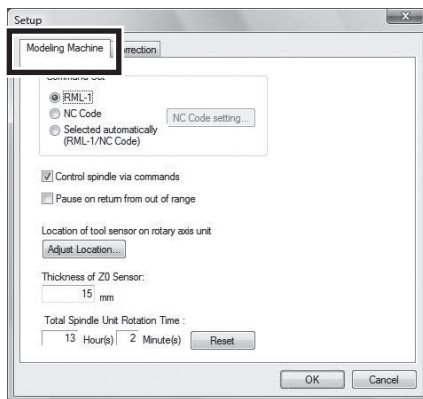 Setup
X
Modeling Machine
rrection
Command Set
RML-1
NC Code
NC Code setting...
Selected automatically
(RML-1/NC Code)
Control spindle via commands
Pause on return from out of range
Location of tool sensor on rotary axis unit
Adjust Location...
Thickness of Z0 Sensor:
15 mm
Total Spindle Unit Rotation Time :
13 Hour(s) 2 Minute(s) Reset
OK Cancel